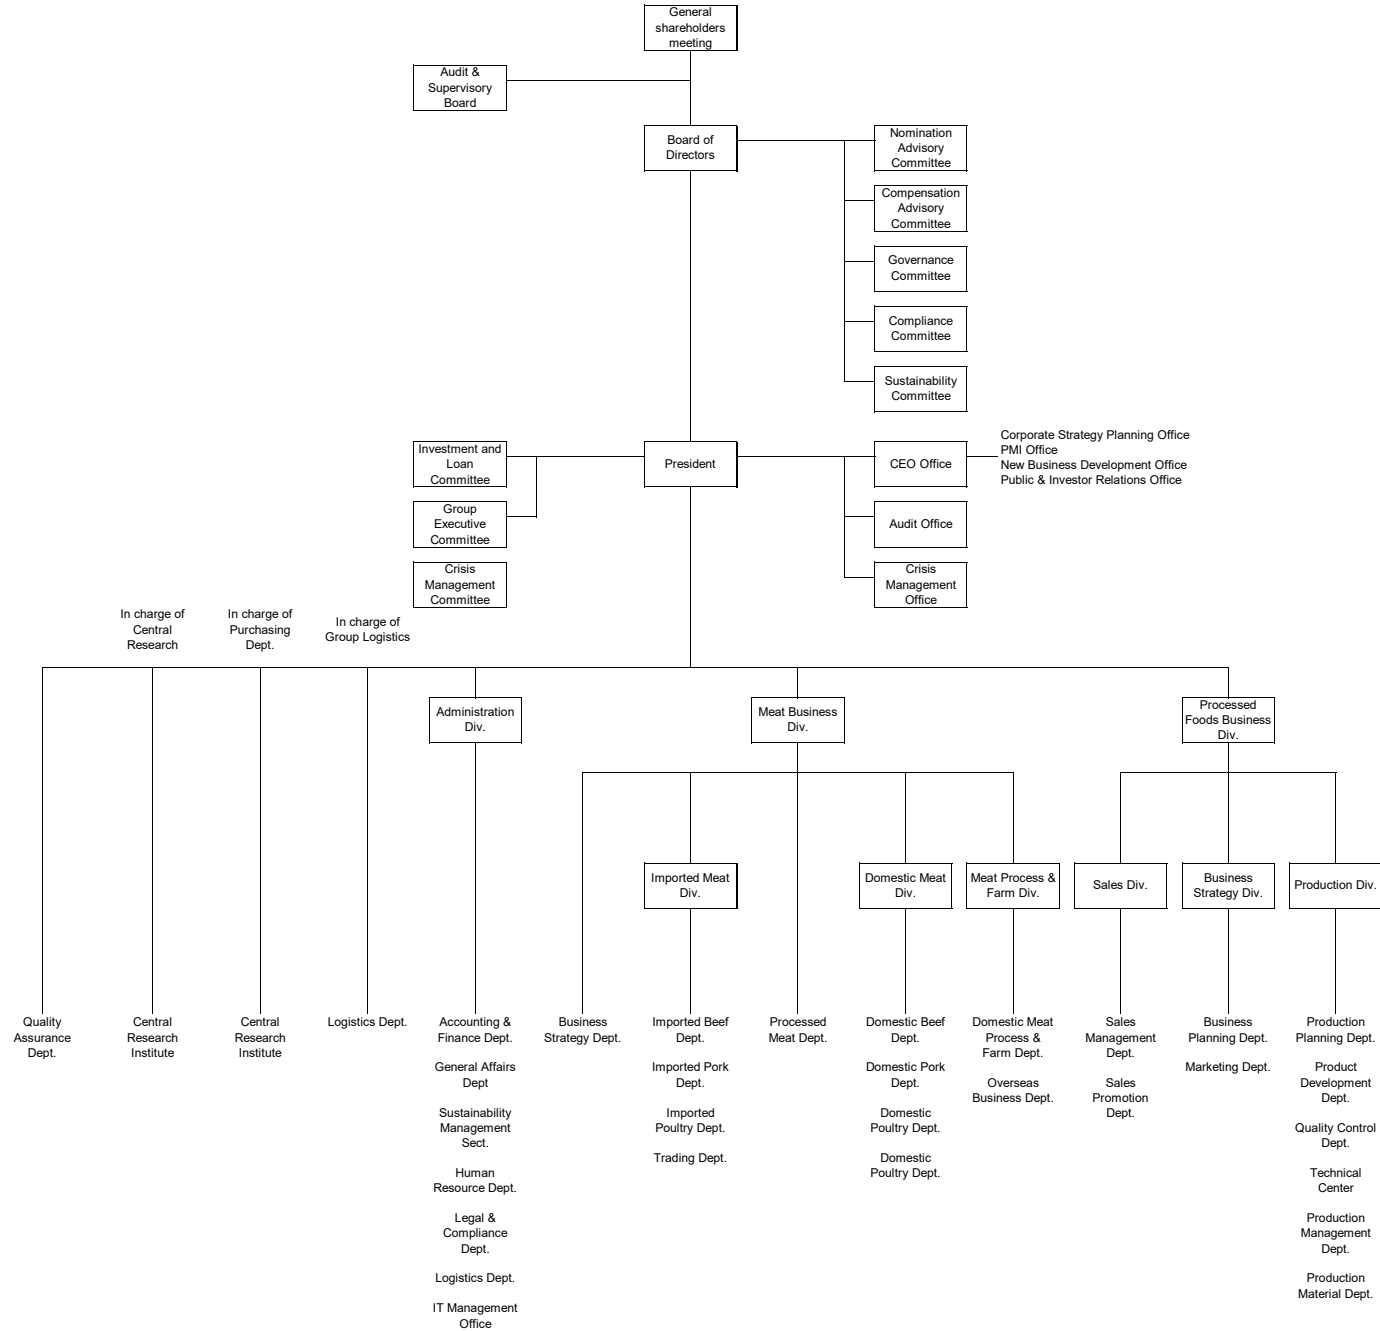 General
shareholders
meeting
Audit &
Supervisory
Board
Board of
Directors
Nomination
Advisory
Committee
Compensation
Advisory
Committee
Governance
Committee
Compliance
Committee
Sustainability
Committee
Investment and
Loan
Committee
President
CEO Office
Corporate Strategy Planning Office
PMI Office
New Business Development Office
Public & Investor Relations Office
Group
Executive
Committee
Audit Office
Crisis
Management
Committee
Crisis
Management
Office
In charge of
Central
Research
In charge of
Purchasing
Dept.
In charge of
Group Logistics
Administration
Div.
Meat Business
Div.
Processed
Foods Business
Div.
Imported Meat
Div.
Domestic Meat
Div.
Meat Process &
Farm Div.
Sales Div.
Business
Strategy Div.
Production Div.
Quality
Assurance
Dept.
Central
Research
Institute
Central
Research
Institute
Logistics Dept.
Accounting &
Finance Dept.
General Affairs
Dept
Sustainability
Management
Sect.
Human
Resource Dept.
Legal &
Compliance
Dept.
Logistics Dept.
IT Management
Office
Business
Strategy Dept.
Imported Beef
Dept.
Imported Pork
Dept.
Imported
Poultry Dept.
Trading Dept.
Processed
Meat Dept.
Domestic Beef
Dept.
Domestic Pork
Dept.
Domestic
Poultry Dept.
Domestic
Poultry Dept.
Domestic Meat
Process &
Farm Dept.
Overseas
Business Dept.
Sales
Management
Dept.
Sales
Promotion
Dept.
Business
Planning Dept.
Marketing Dept.
Production
Planning Dept.
Product
Development
Dept.
Quality Control
Dept.
Technical
Center
Production
Management
Dept.
Production
Material Dept.